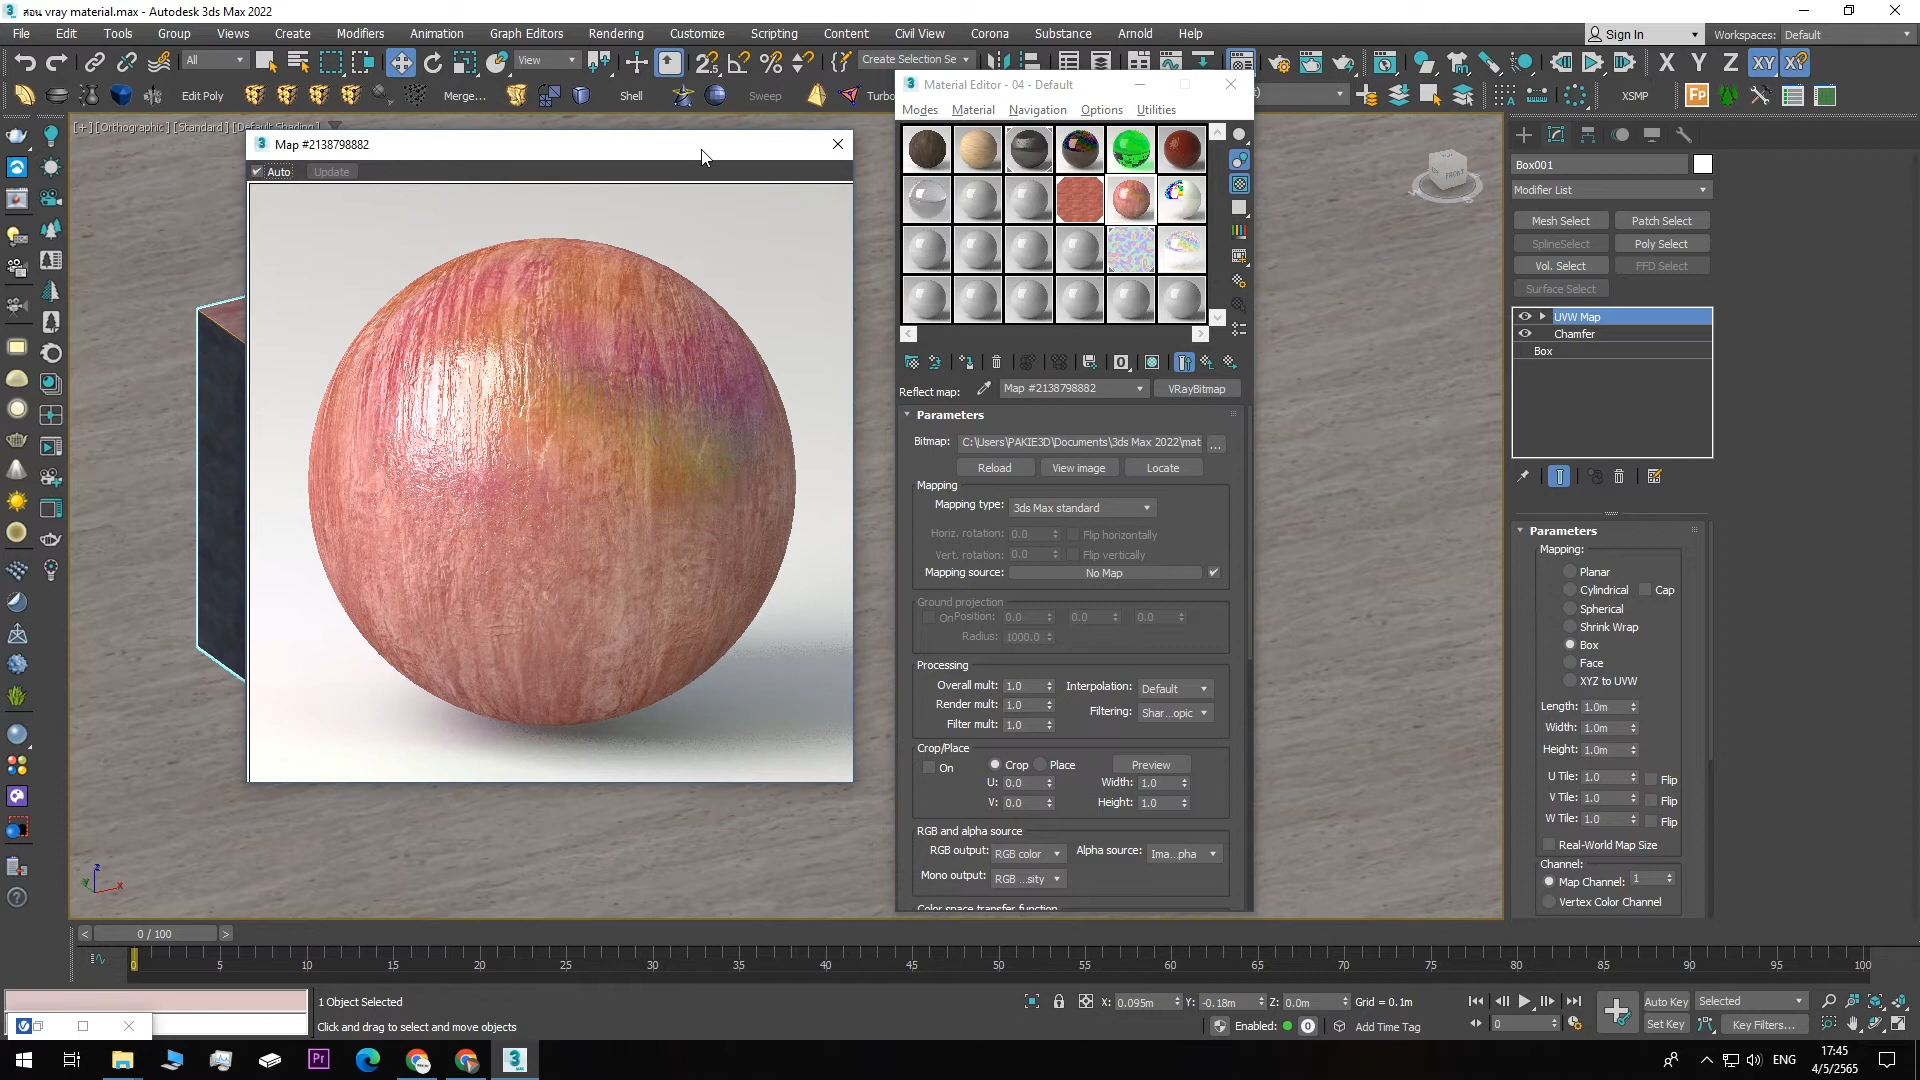 สอน vray material.max - Autodesk 3ds Max 2022
File Edit Tools Group Views Create Modifiers Animation Graph Editors Rendering Customize Scripting Content Civil View Corona Substance Arnold Help
Sign In
Workspaces: Default
All
View
Create Selection Se
X Y Z XY XY
Edit Poly
Merge...
Shell
Sweep
Turbo
XSMP
[+] [Orthographic] [Standard] [Default Shading]
Map #2138798882
Auto Update
Material Editor - 04 - Default
Modes Material Navigation Options Utilities
Reflect map: Map #2138798882 VRayBitmap
Parameters
Bitmap: C:\Users\PAKIE3D\Documents\3ds Max 2022\mat ...
Reload View image Locate
Mapping
Mapping type: 3ds Max standard
Horiz. rotation: 0.0 Flip horizontally
Vert. rotation: 0.0 Flip vertically
Mapping source: No Map
Ground projection
On Position: 0.0 0.0 0.0
Radius: 1000.0
Processing
Overall mult: 1.0 Interpolation: Default
Render mult: 1.0
Filtering: Shar...opic
Filter mult: 1.0
Crop/Place
On Crop Place Preview
U: 0.0 Width: 1.0
V: 0.0 Height: 1.0
RGB and alpha source
RGB output: RGB color Alpha source: Ima...pha
Mono output: RGB ...sity
Color space transfer function
FRONT
Box001
Modifier List
Mesh Select Patch Select
SplineSelect Poly Select
Vol. Select FFD Select
Surface Select
UVW Map
Chamfer
Box
Parameters
Mapping:
Planar
Cylindrical Cap
Spherical
Shrink Wrap
Box
Face
XYZ to UVW
Length: 1.0m
Width: 1.0m
Height: 1.0m
U Tile: 1.0 Flip
V Tile: 1.0 Flip
W Tile: 1.0 Flip
Real-World Map Size
Channel:
Map Channel: 1
Vertex Color Channel
z
y
x
< 0 / 100 >
0 5 10 15 20 25 30 35 40 45 50 55 60 65 70 75 80 85 90 95 100
1 Object Selected
Click and drag to select and move objects
X: 0.095m Y: -0.18m Z: 0.0m Grid = 0.1m
Enabled: 0 Add Time Tag
0
Auto Key Selected
Set Key Key Filters...
ENG
17:45
4/5/2565